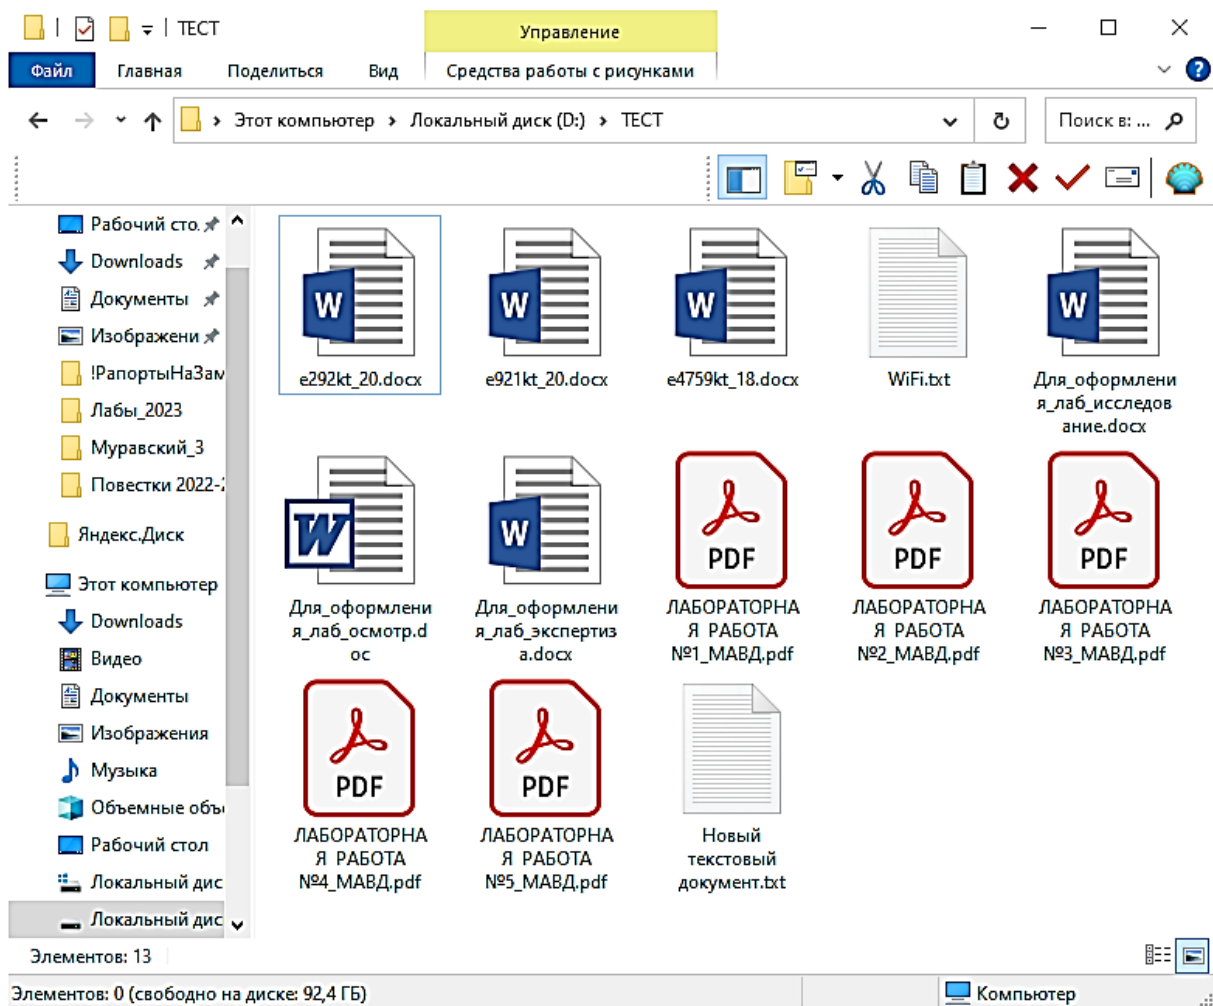 ТЕСТ
Управление
Файл Главная Поделиться Вид Средства работы с рисунками
Этот компьютер Локальный диск (D:) ТЕСТ
Поиск в: ...
Рабочий сто.
Downloads
Документы
Изображени
!РапортыНаЗам
Лабы_2023
Муравский_3
Повестки 2022-2
Яндекс.Диск
Этот компьютер
Downloads
Видео
Документы
Изображения
Музыка
Объемные объ
Рабочий стол
Локальный дис
Локальный дис
e292kt_20.docx
e921kt_20.docx
e4759kt_18.docx
WiFi.txt
Для_оформлени
я_лаб_исследов
ание.docx
Для_оформлени
я_лаб_осмотр.d
oc
Для_оформлени
я_лаб_экспертиз
а.docx
PDF
ЛАБОРАТОРНА
Я РАБОТА
№1_МАВД.pdf
PDF
ЛАБОРАТОРНА
Я РАБОТА
№2_МАВД.pdf
PDF
ЛАБОРАТОРНА
Я РАБОТА
№3_МАВД.pdf
PDF
ЛАБОРАТОРНА
Я РАБОТА
№4_МАВД.pdf
PDF
ЛАБОРАТОРНА
Я РАБОТА
№5_МАВД.pdf
Новый
текстовый
документ.txt
Элементов: 13
Элементов: 0 (свободно на диске: 92,4 ГБ)
Компьютер